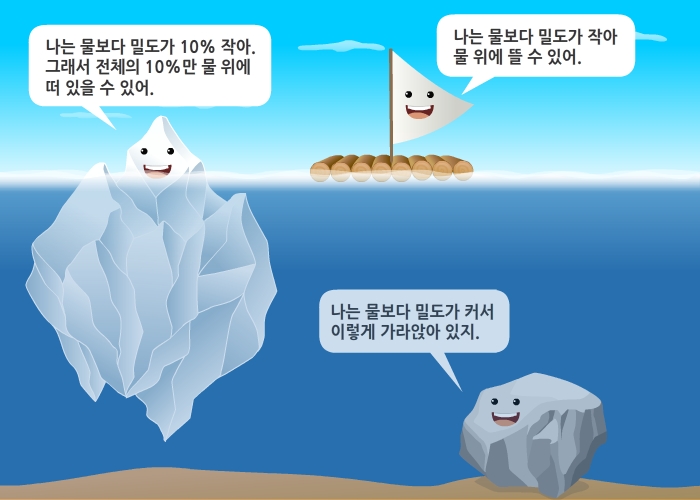 나는 물보다 밀도가 10% 작아.
그래서 전체의 10%만 물 위에
떠 있을 수 있어.
나는 물보다 밀도가 작아
물 위에 뜰 수 있어.
나는 물보다 밀도가 커서
이렇게 가라앉아 있지.